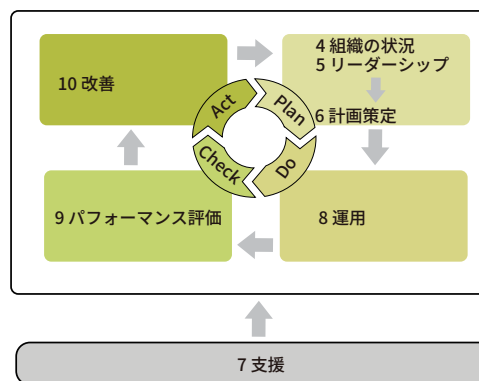 4 組織の状況
5 リーダーシップ
6 計画策定
10 改善
Act
Plan
Check
Do
9 パフォーマンス評価
8 運用
7 支援